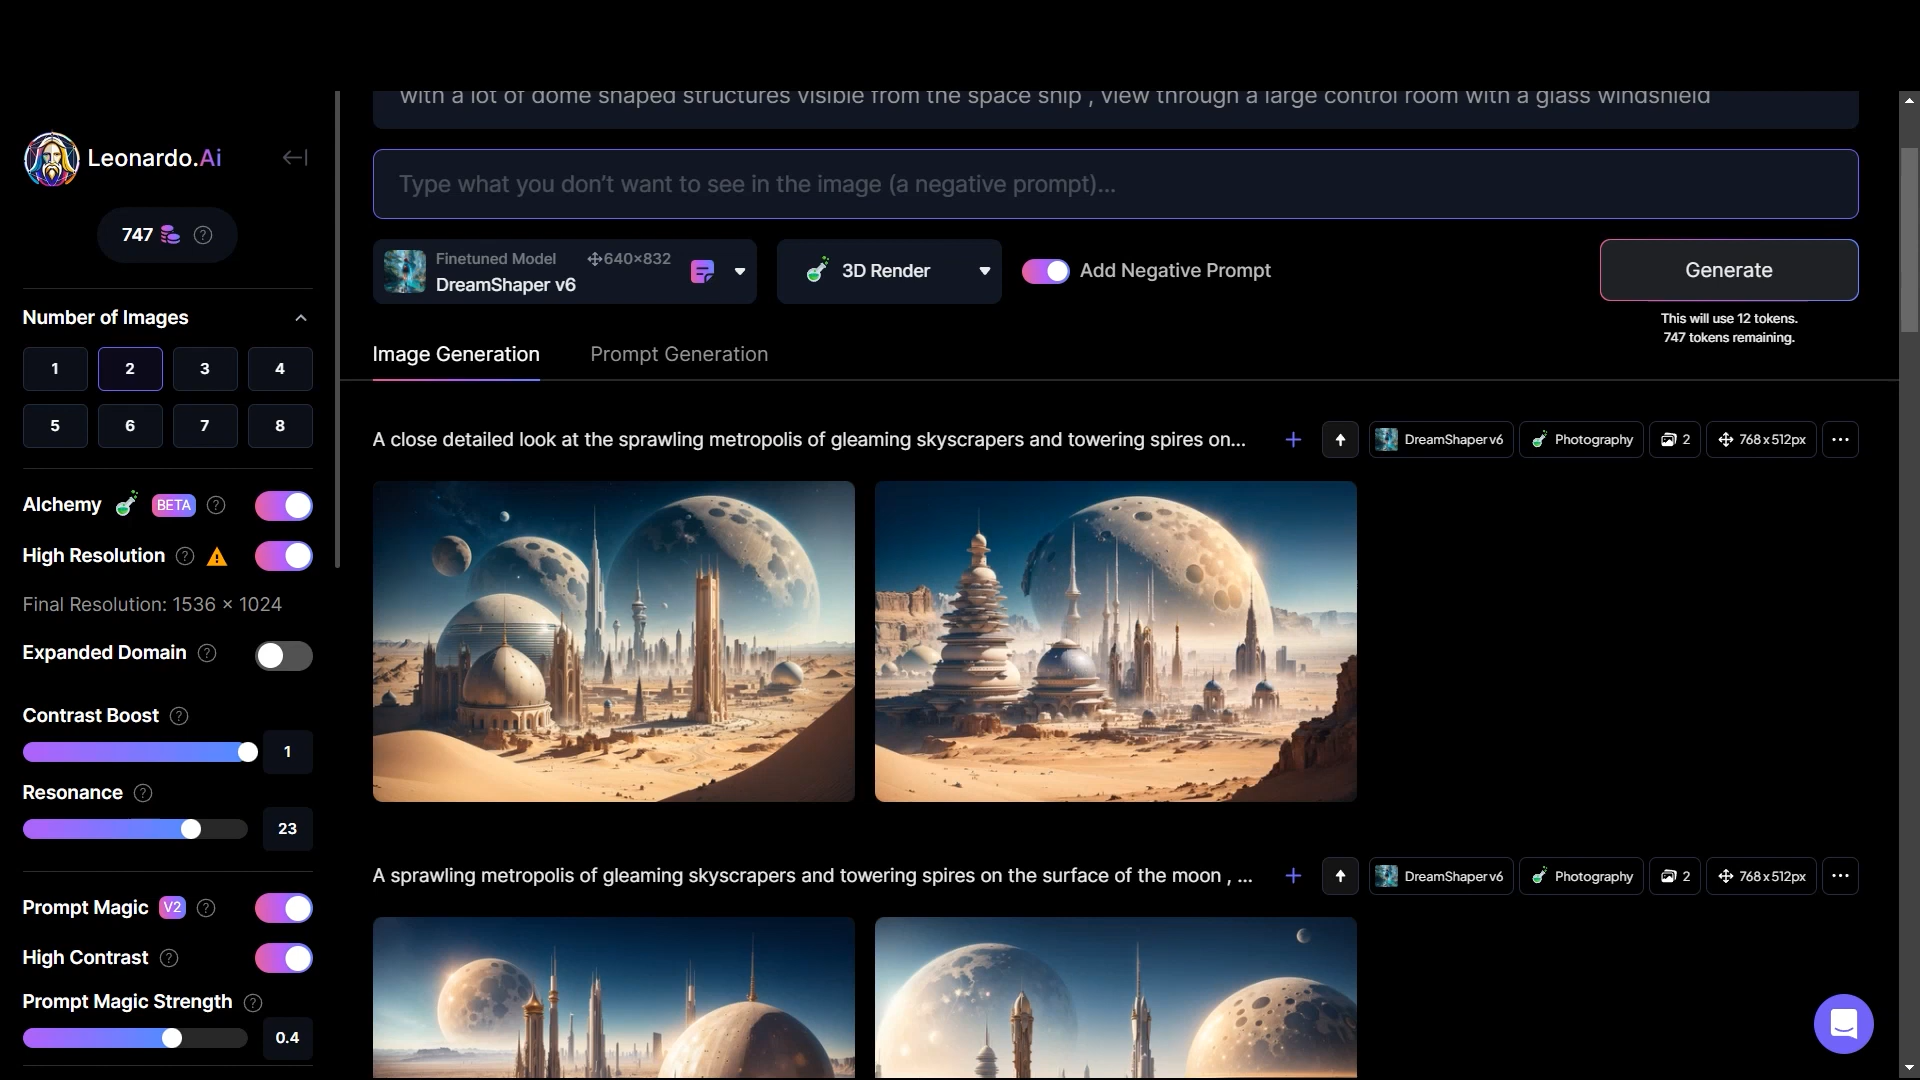 with a lot of dome shaped structures visible from the space ship , view through a large control room with a glass windshield
Leonardo.Ai
Type what you don't want to see in the image (a negative prompt)...
747
Finetuned Model 640×832
DreamShaper v6
3D Render
Add Negative Prompt
Generate
This will use 12 tokens.
747 tokens remaining.
Number of Images
1 2 3 4
5 6 7 8
Image Generation Prompt Generation
Alchemy BETA
High Resolution
Final Resolution: 1536 × 1024
Expanded Domain
Contrast Boost
1
Resonance
23
Prompt Magic V2
High Contrast
Prompt Magic Strength
0.4
A close detailed look at the sprawling metropolis of gleaming skyscrapers and towering spires on...
DreamShaper v6 Photography 2 768 x 512px
A sprawling metropolis of gleaming skyscrapers and towering spires on the surface of the moon , ...
DreamShaper v6 Photography 2 768 x 512px